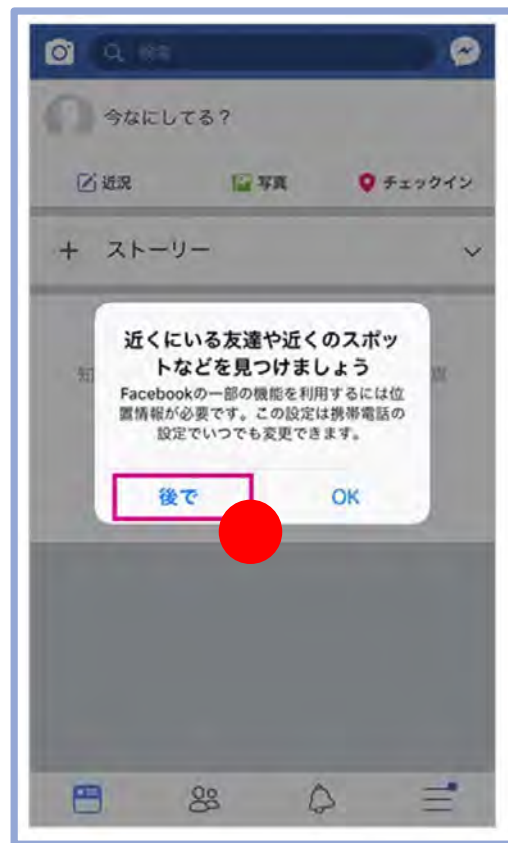 検索
今なにしてる？
近況 写真 チェックイン
+ ストーリー
近くにいる友達や近くのスポッ
トなどを見つけましょう
Facebookの一部の機能を利用するには位
置情報が必要です。この設定は携帯電話の
設定でいつでも変更できます。
知
後で OK